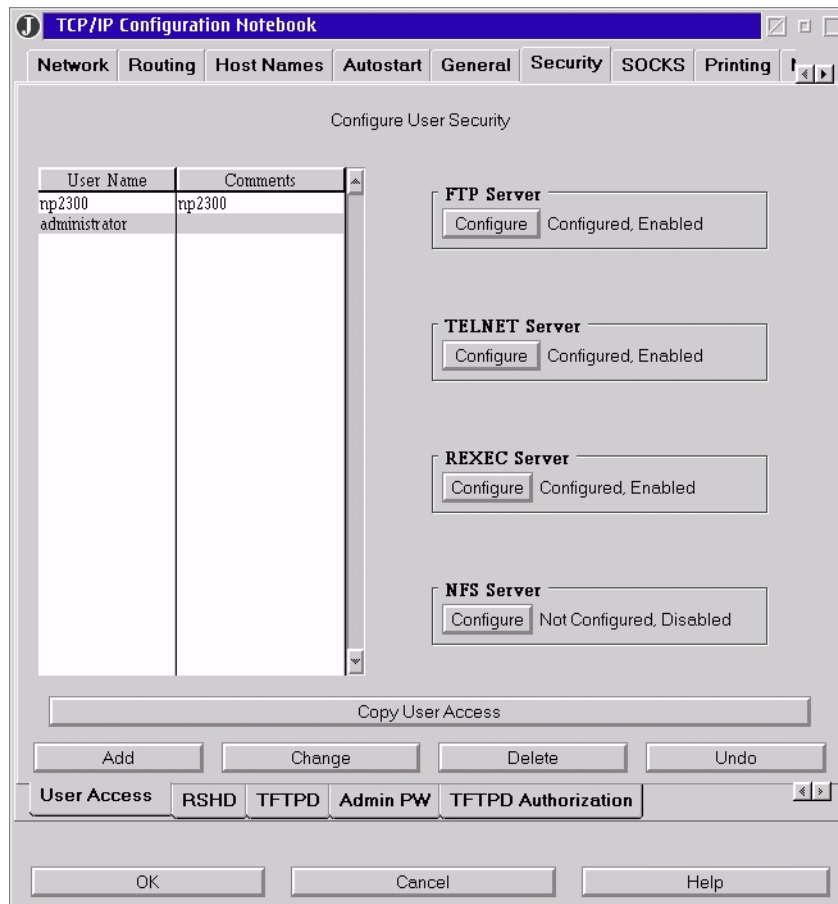 J TCP/IP Configuration Notebook
Network Routing Host Names Autostart General Security SOCKS Printing
Configure User Security
User Name Comments
np2300 np2300
administrator
FTP Server
Configure Configured, Enabled
TELNET Server
Configure Configured, Enabled
REXEC Server
Configure Configured, Enabled
NFS Server
Configure Not Configured, Disabled
Copy User Access
Add Change Delete Undo
User Access RSHD TFTPD Admin PW TFTPD Authorization
OK Cancel Help